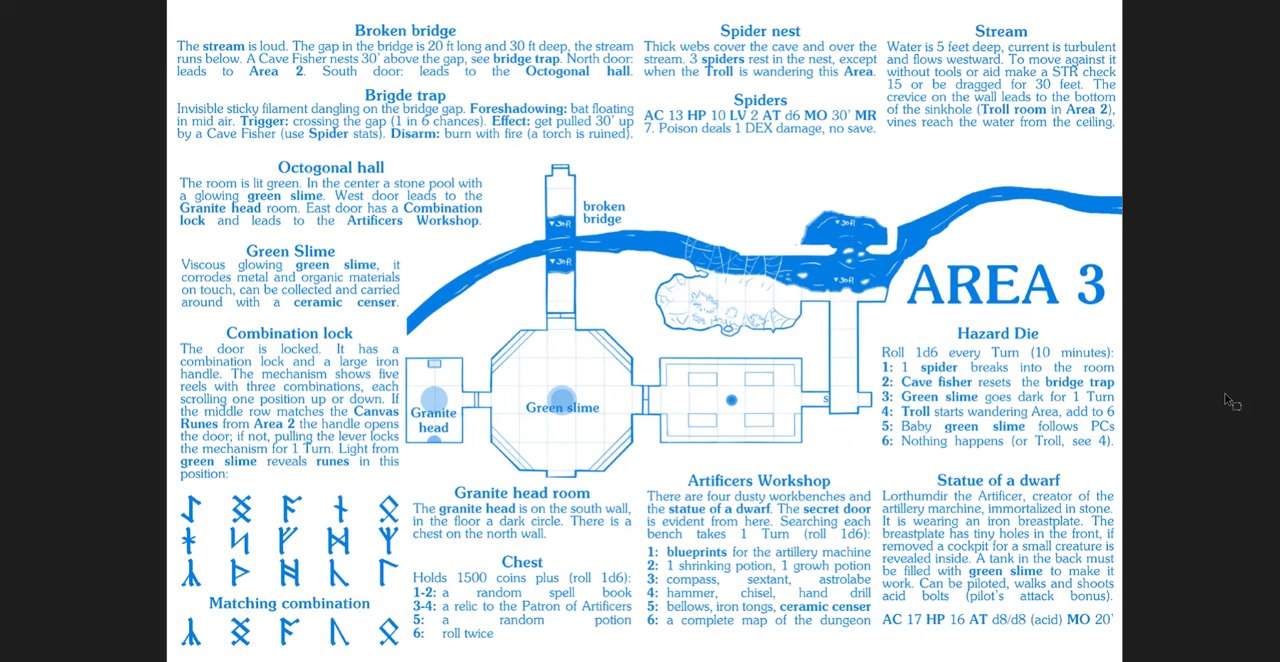 Broken bridge
The stream is loud. The gap in the bridge is 20 ft long and 30 ft deep, the stream
runs below. A Cave Fisher nests 30' above the gap, see bridge trap. North door:
leads to Area 2. South door: leads to the Octogonal hall.
Brigde trap
Invisible sticky filament dangling on the bridge gap. Foreshadowing: bat floating
in mid air. Trigger: crossing the gap (1 in 6 chances). Effect: get pulled 30' up
by a Cave Fisher (use Spider stats). Disarm: burn with fire (a torch is ruined).
Spider nest
Thick webs cover the cave and over the
stream. 3 spiders rest in the nest, except
when the Troll is wandering this Area.
Spiders
AC 13 HP 10 LV 2 AT d6 MO 30' MR
7. Poison deals 1 DEX damage, no save.
Stream
Water is 5 feet deep, current is turbulent
and flows westward. To move against it
without tools or aid make a STR check
15 or be dragged for 30 feet. The
crevice on the wall leads to the bottom
of the sinkhole (Troll room in Area 2),
vines reach the water from the ceiling.
Octogonal hall
The room is lit green. In the center a stone pool with
a glowing green slime. West door leads to the
Granite head room. East door has a Combination
lock and leads to the Artificers Workshop.
Green Slime
Viscous glowing green slime, it
corrodes metal and organic materials
on touch, can be collected and carried
around with a ceramic censer.
Combination lock
The door is locked. It has a
combination lock and a large iron
handle. The mechanism shows five
reels with three combinations, each
scrolling one position up or down. If
the middle row matches the Canvas
Runes from Area 2 the handle opens
the door; if not, pulling the lever locks
the mechanism for 1 Turn. Light from
green slime reveals runes in this
position:
Matching combination
broken
bridge
▼30ft
▼30ft
▼30ft
▼30ft
Granite
head
Green slime
S
AREA 3
Granite head room
The granite head is on the south wall,
in the floor a dark circle. There is a
chest on the north wall.
Chest
Holds 1500 coins plus (roll 1d6):
1-2: a random spell book
3-4: a relic to the Patron of Artificers
5: a random potion
6: roll twice
Artificers Workshop
There are four dusty workbenches and
the statue of a dwarf. The secret door
is evident from here. Searching each
bench takes 1 Turn (roll 1d6):
1: blueprints for the artillery machine
2: 1 shrinking potion, 1 growh potion
3: compass, sextant, astrolabe
4: hammer, chisel, hand drill
5: bellows, iron tongs, ceramic censer
6: a complete map of the dungeon
Hazard Die
Roll 1d6 every Turn (10 minutes):
1: 1 spider breaks into the room
2: Cave fisher resets the bridge trap
3: Green slime goes dark for 1 Turn
4: Troll starts wandering Area, add to 6
5: Baby green slime follows PCs
6: Nothing happens (or Troll, see 4).
Statue of a dwarf
Lorthumdir the Artificer, creator of the
artillery marchine, immortalized in stone.
It is wearing an iron breastplate. The
breastplate has tiny holes in the front, if
removed a cockpit for a small creature is
revealed inside. A tank in the back must
be filled with green slime to make it
work. Can be piloted, walks and shoots
acid bolts (pilot's attack bonus).
AC 17 HP 16 AT d8/d8 (acid) MO 20'